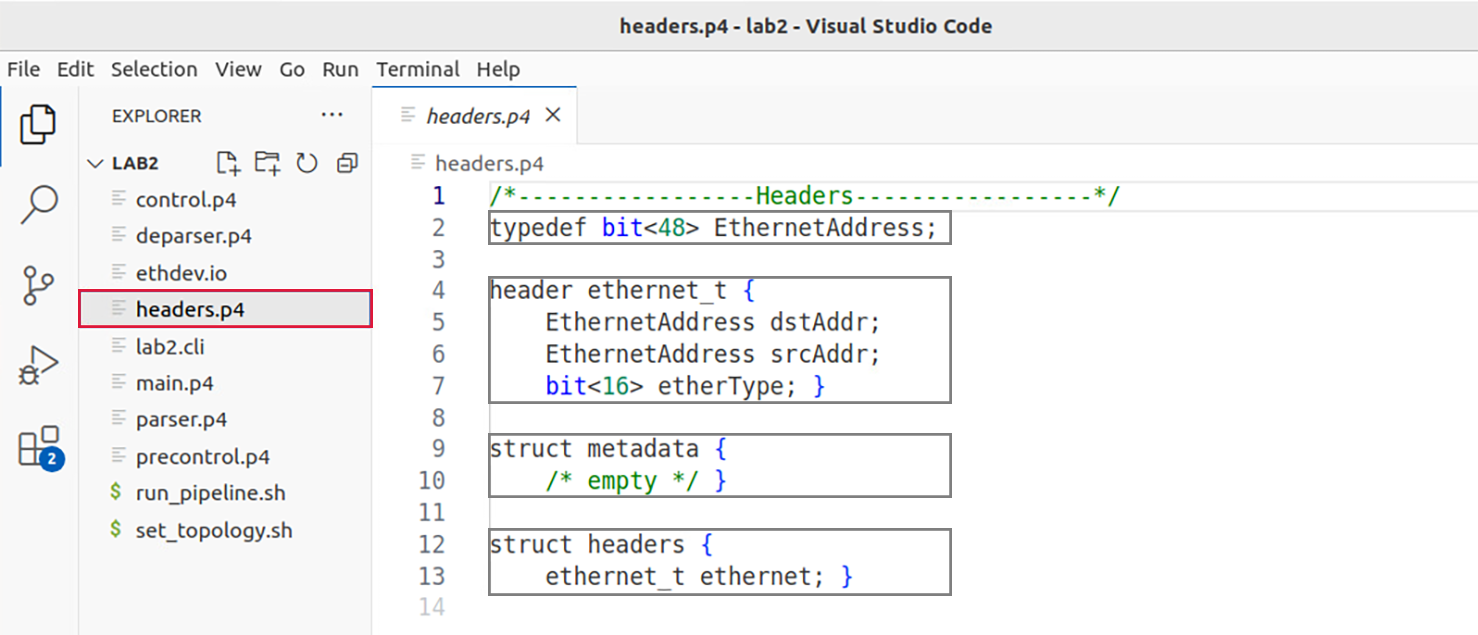 headers.p4 - lab2 - Visual Studio Code
File Edit Selection View Go Run Terminal Help
EXPLORER ···
LAB2
control.p4
deparser.p4
ethdev.io
headers.p4
lab2.cli
main.p4
parser.p4
precontrol.p4
$ run_pipeline.sh
$ set_topology.sh
2
headers.p4 ×
headers.p4
1 /*-----------------Headers-----------------*/
2 typedef bit<48> EthernetAddress;
3
4 header ethernet_t {
5     EthernetAddress dstAddr;
6     EthernetAddress srcAddr;
7     bit<16> etherType; }
8
9 struct metadata {
10     /* empty */ }
11
12 struct headers {
13     ethernet_t ethernet; }
14